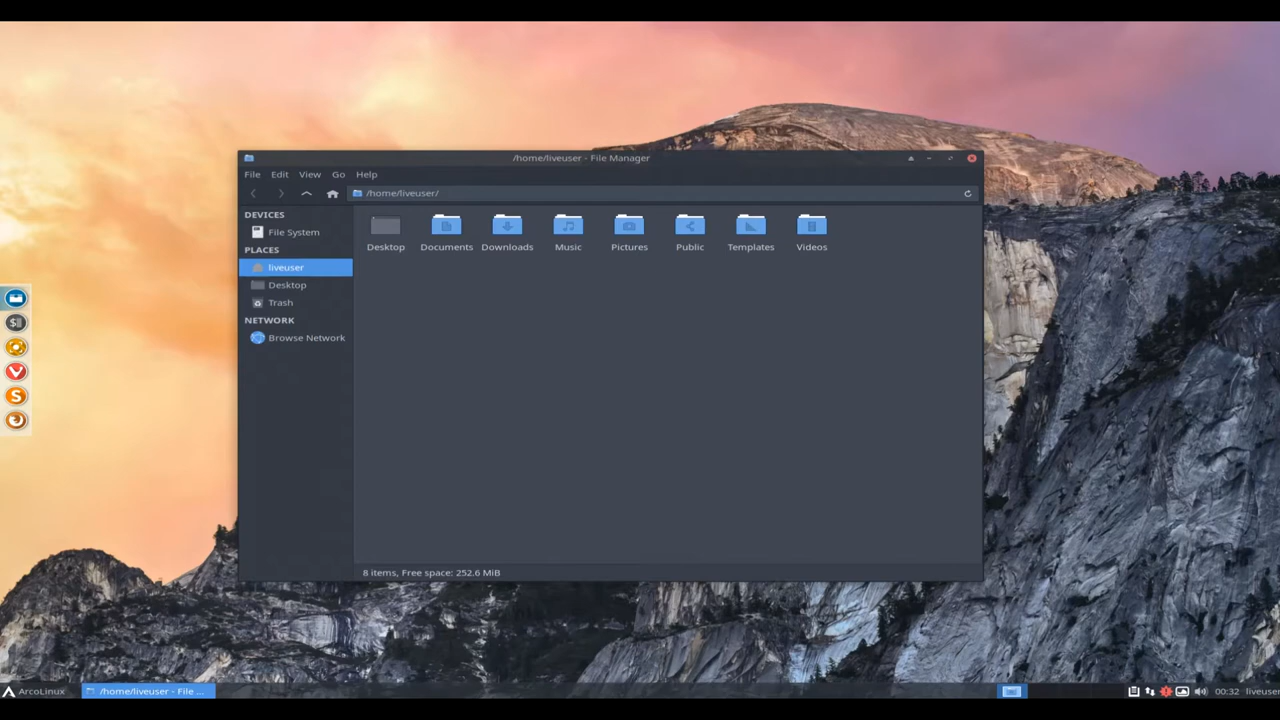 /home/liveuser - File Manager
File Edit View Go Help
/home/liveuser/
DEVICES
File System
PLACES
liveuser
Desktop
Trash
NETWORK
Browse Network
Desktop Documents Downloads Music Pictures Public Templates Videos
8 items, Free space: 252.6 MiB
ArcoLinux /home/liveuser - File ... 00:32 liveuser